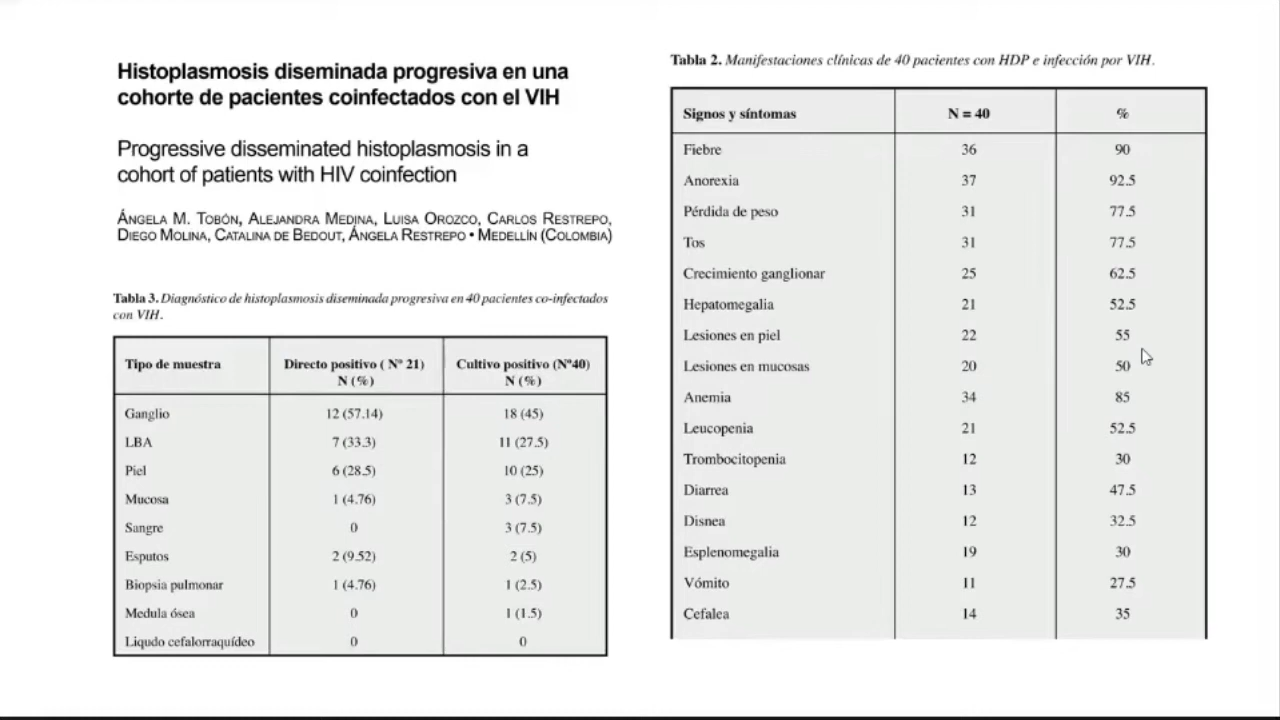 Histoplasmosis diseminada progresiva en una
cohorte de pacientes coinfectados con el VIH
Progressive disseminated histoplasmosis in a
cohort of patients with HIV coinfection
Ángela M. Tobón, Alejandra Medina, Luisa Orozco, Carlos Restrepo,
Diego Molina, Catalina de Bedout, Ángela Restrepo • Medellín (Colombia)
Tabla 3. Diagnóstico de histoplasmosis diseminada progresiva en 40 pacientes co-infectados
con VIH.
Tipo de muestra Directo positivo ( Nº 21) Cultivo positivo (Nº40)
N (%) N (%)
Ganglio 12 (57.14) 18 (45)
LBA 7 (33.3) 11 (27.5)
Piel 6 (28.5) 10 (25)
Mucosa 1 (4.76) 3 (7.5)
Sangre 0 3 (7.5)
Esputos 2 (9.52) 2 (5)
Biopsia pulmonar 1 (4.76) 1 (2.5)
Medula ósea 0 1 (1.5)
Liqudo cefalorraquídeo 0 0
Tabla 2. Manifestaciones clínicas de 40 pacientes con HDP e infección por VIH.
Signos y síntomas N = 40 %
Fiebre 36 90
Anorexia 37 92.5
Pérdida de peso 31 77.5
Tos 31 77.5
Crecimiento ganglionar 25 62.5
Hepatomegalia 21 52.5
Lesiones en piel 22 55
Lesiones en mucosas 20 50
Anemia 34 85
Leucopenia 21 52.5
Trombocitopenia 12 30
Diarrea 13 47.5
Disnea 12 32.5
Esplenomegalia 19 30
Vómito 11 27.5
Cefalea 14 35